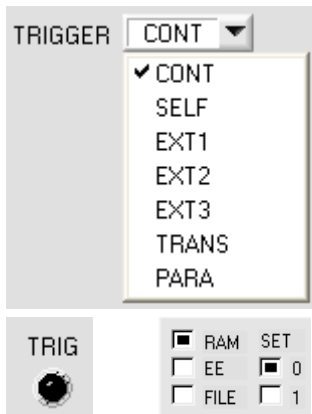 TRIGGER CONT
CONT
SELF
EXT1
EXT2
EXT3
TRANS
PARA
TRIG
RAM SET
EE 0
FILE 1